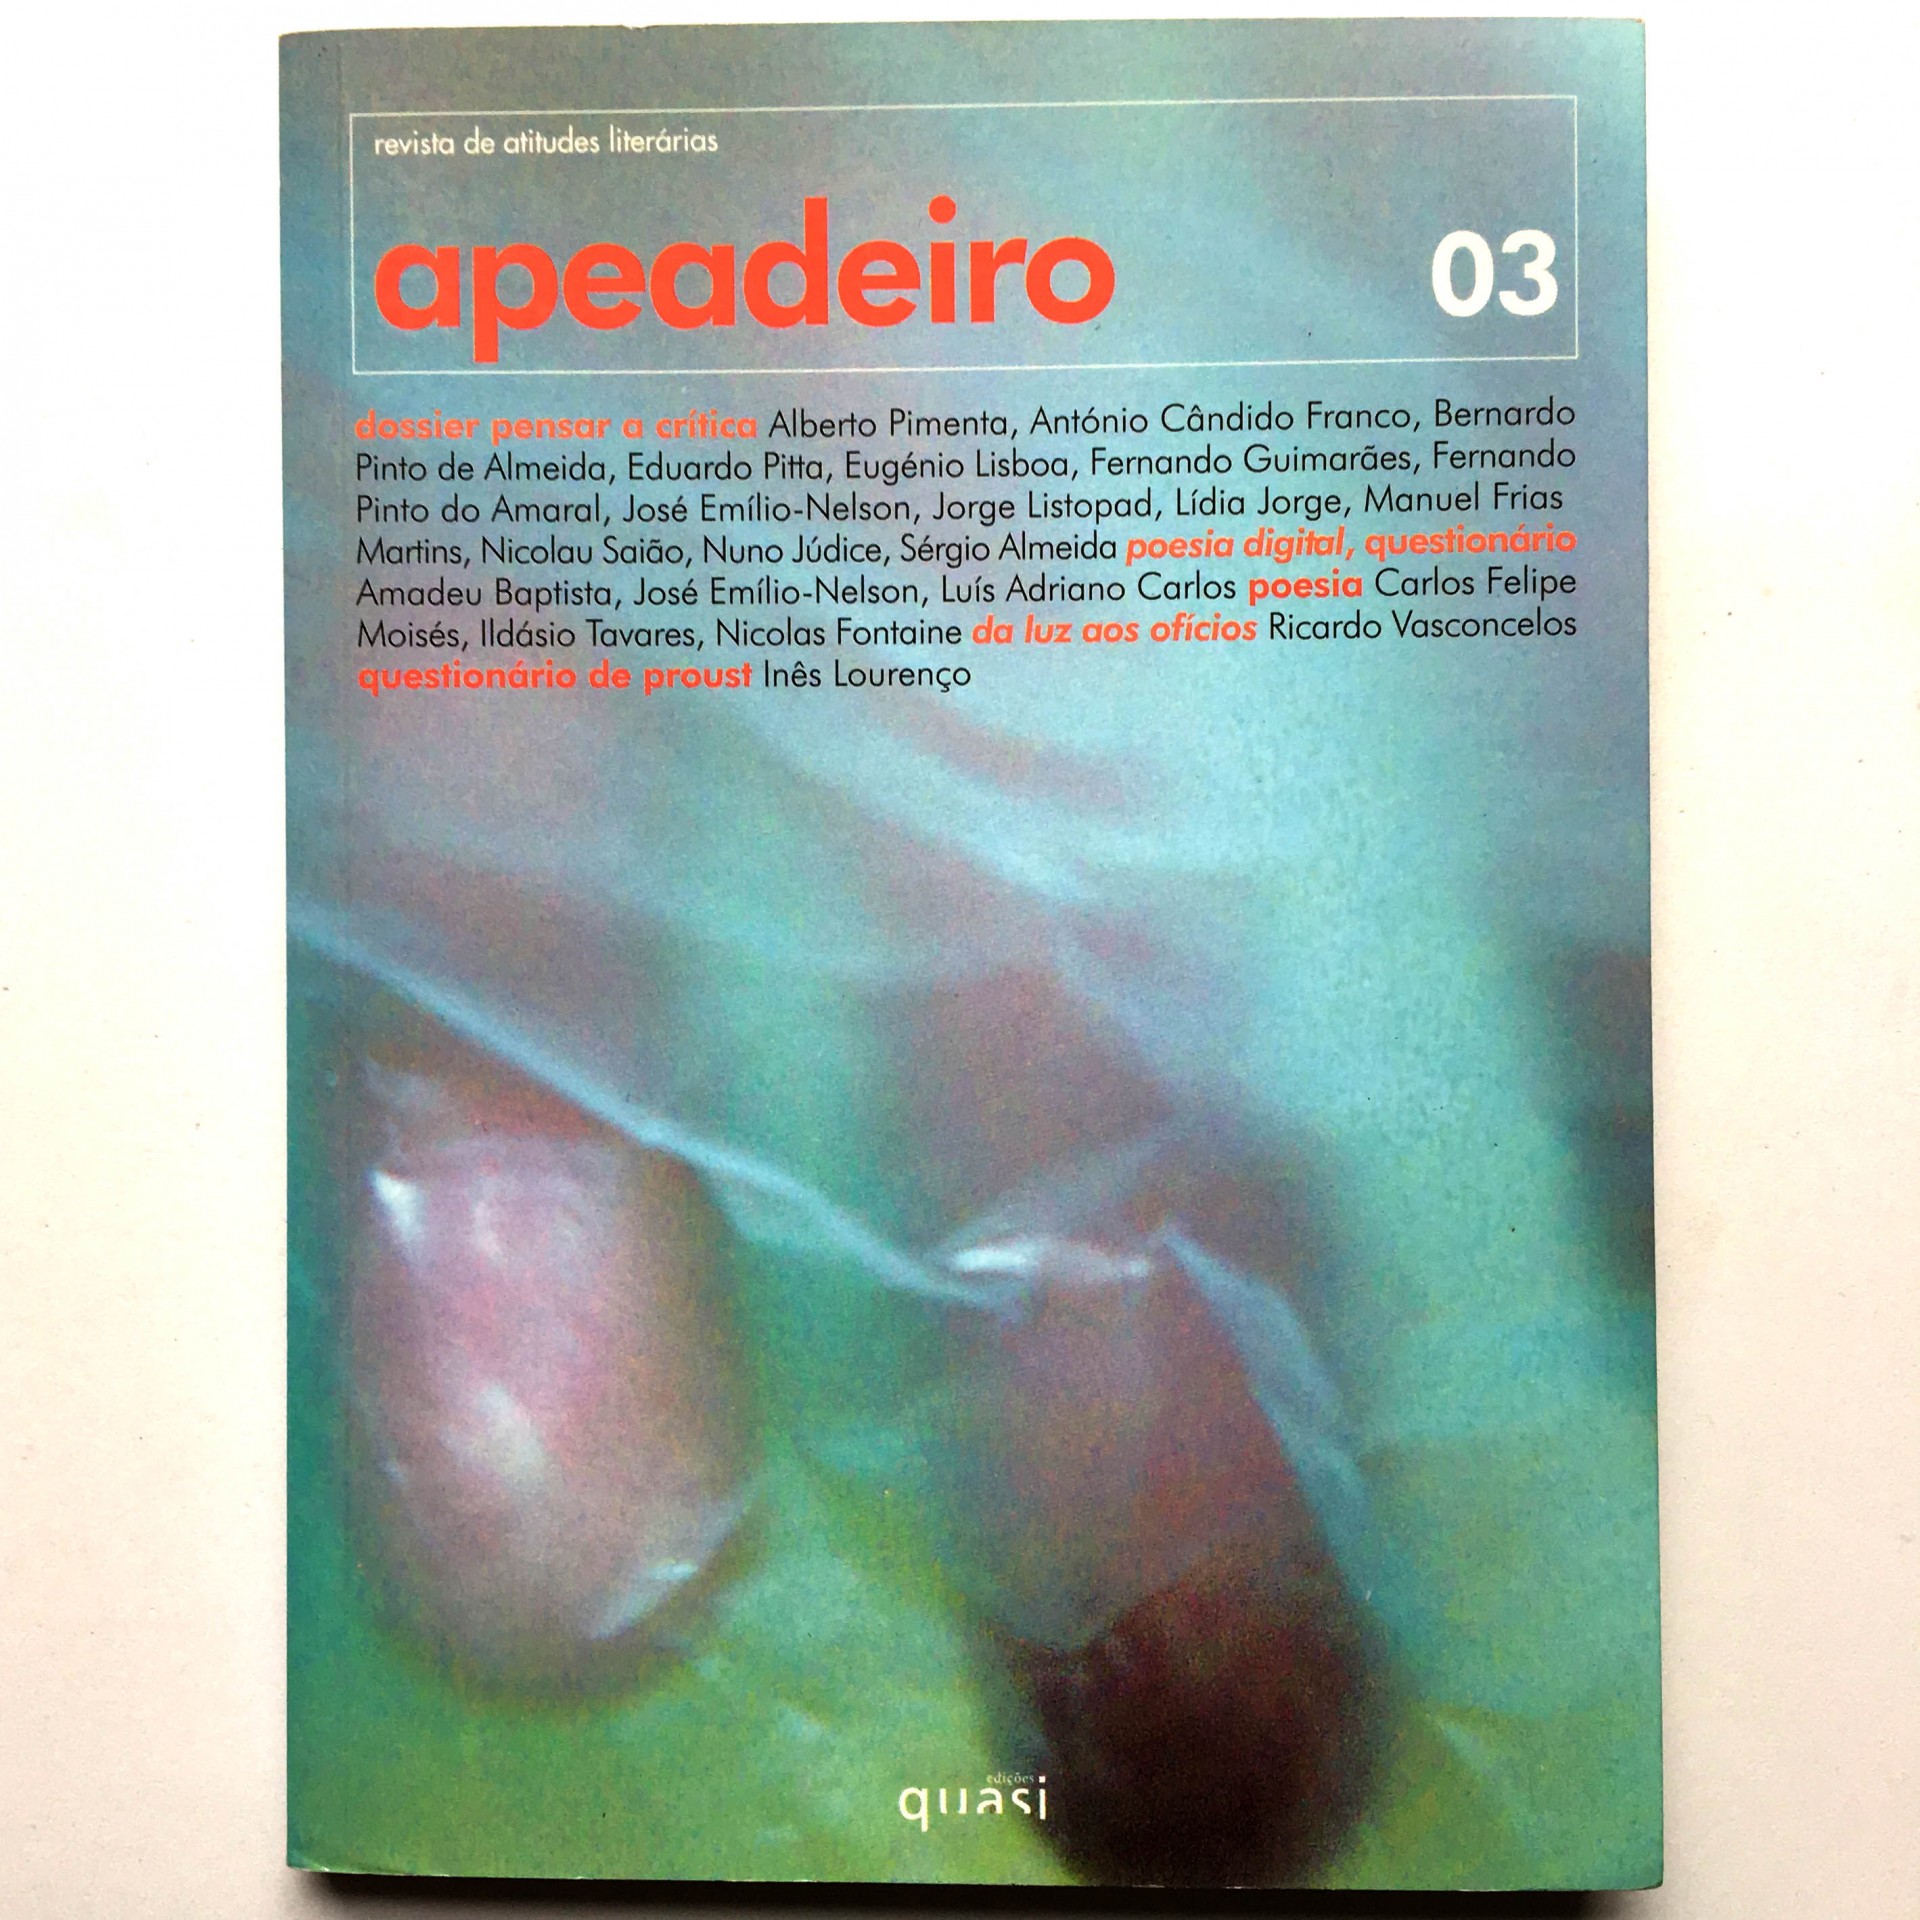 revista de atitudes literárias
apeadeiro 03
dossier pensar a crítica Alberto Pimenta, António Cândido Franco, Bernardo
Pinto de Almeida, Eduardo Pitta, Eugénio Lisboa, Fernando Guimarães, Fernando
Pinto do Amaral, José Emílio-Nelson, Jorge Listopad, Lídia Jorge, Manuel Frias
Martins, Nicolau Saião, Nuno Júdice, Sérgio Almeida poesia digital, questionário
Amadeu Baptista, José Emílio-Nelson, Luís Adriano Carlos poesia Carlos Felipe
Moisés, Ildásio Tavares, Nicolas Fontaine da luz aos ofícios Ricardo Vasconcelos
questionário de proust Inês Lourenço
edições
quasi